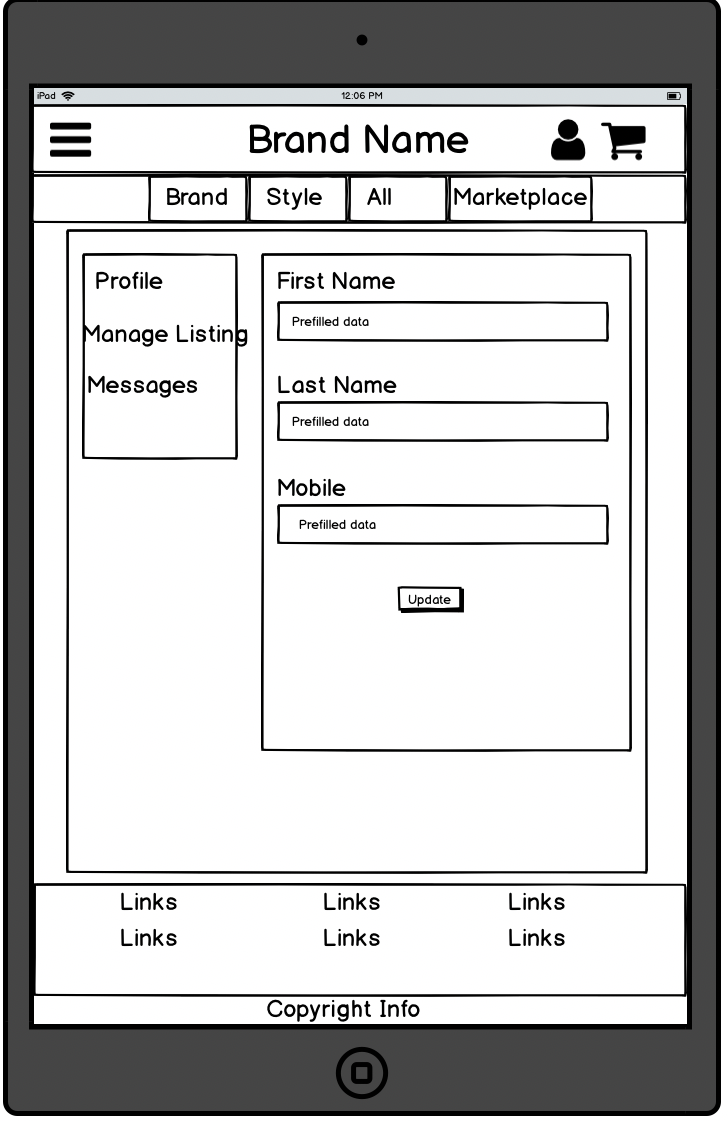 iPad 12:06 PM
Brand Name
Brand Style All Marketplace
Profile
Manage Listing
Messages
First Name
Prefilled data
Last Name
Prefilled data
Mobile
Prefilled data
Update
Links Links Links
Links Links Links
Copyright Info